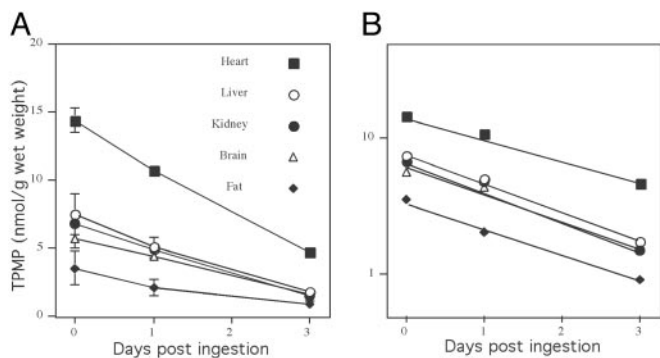 A
B
TPMP (nmol/g wet weight)
20
15
10
5
0
Heart
Liver
Kidney
Brain
Fat
0 1 2 3
Days post ingestion
10
1
0 1 2 3
Days post ingestion